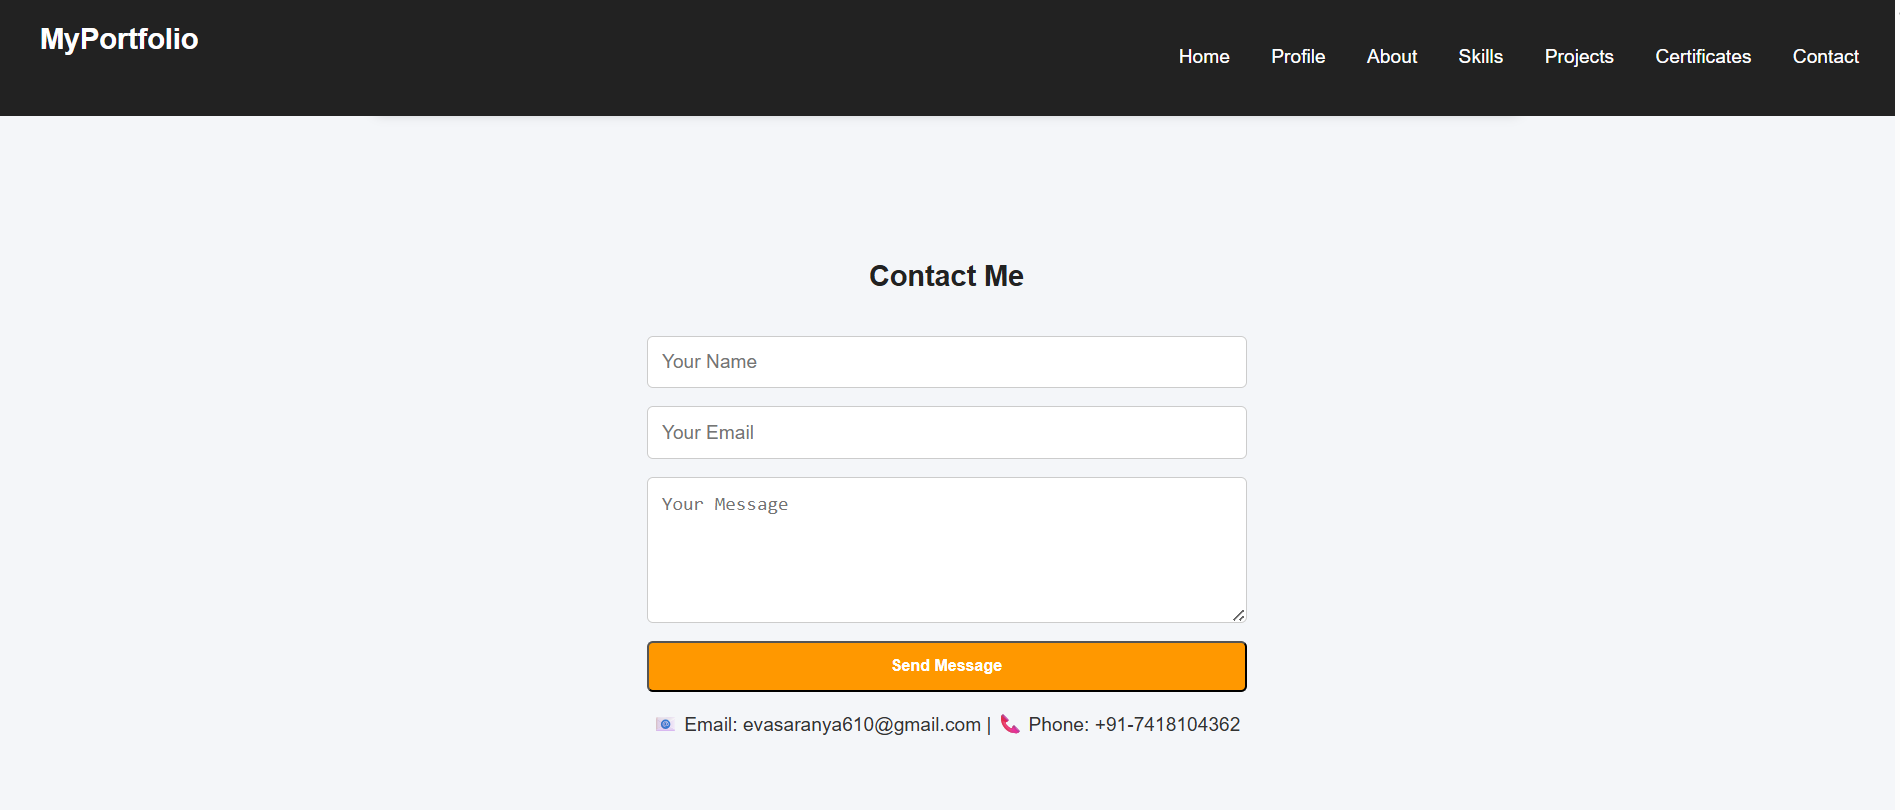 MyPortfolio
Home Profile About Skills Projects Certificates Contact
Contact Me
Your Name
Your Email
Your Message
Send Message
📧 Email: evasaranya610@gmail.com | 📞 Phone: +91-7418104362